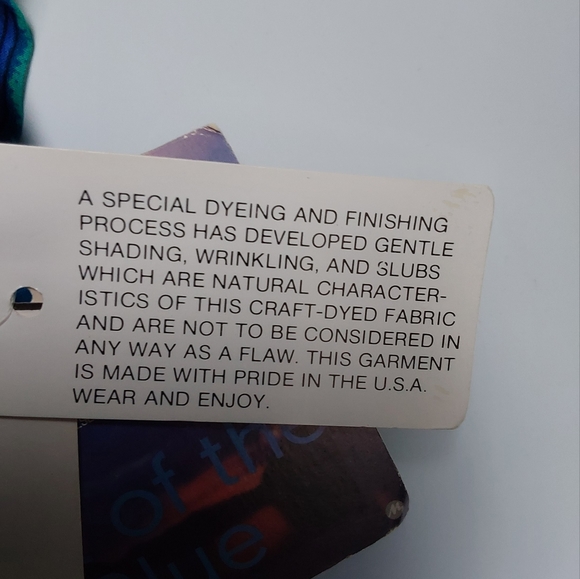 A SPECIAL DYEING AND FINISHING
PROCESS HAS DEVELOPED GENTLE
SHADING, WRINKLING, AND SLUBS
WHICH ARE NATURAL CHARACTER-
ISTICS OF THIS CRAFT-DYED FABRIC
AND ARE NOT TO BE CONSIDERED IN
ANY WAY AS A FLAW. THIS GARMENT
IS MADE WITH PRIDE IN THE U.S.A.
WEAR AND ENJOY.
of the